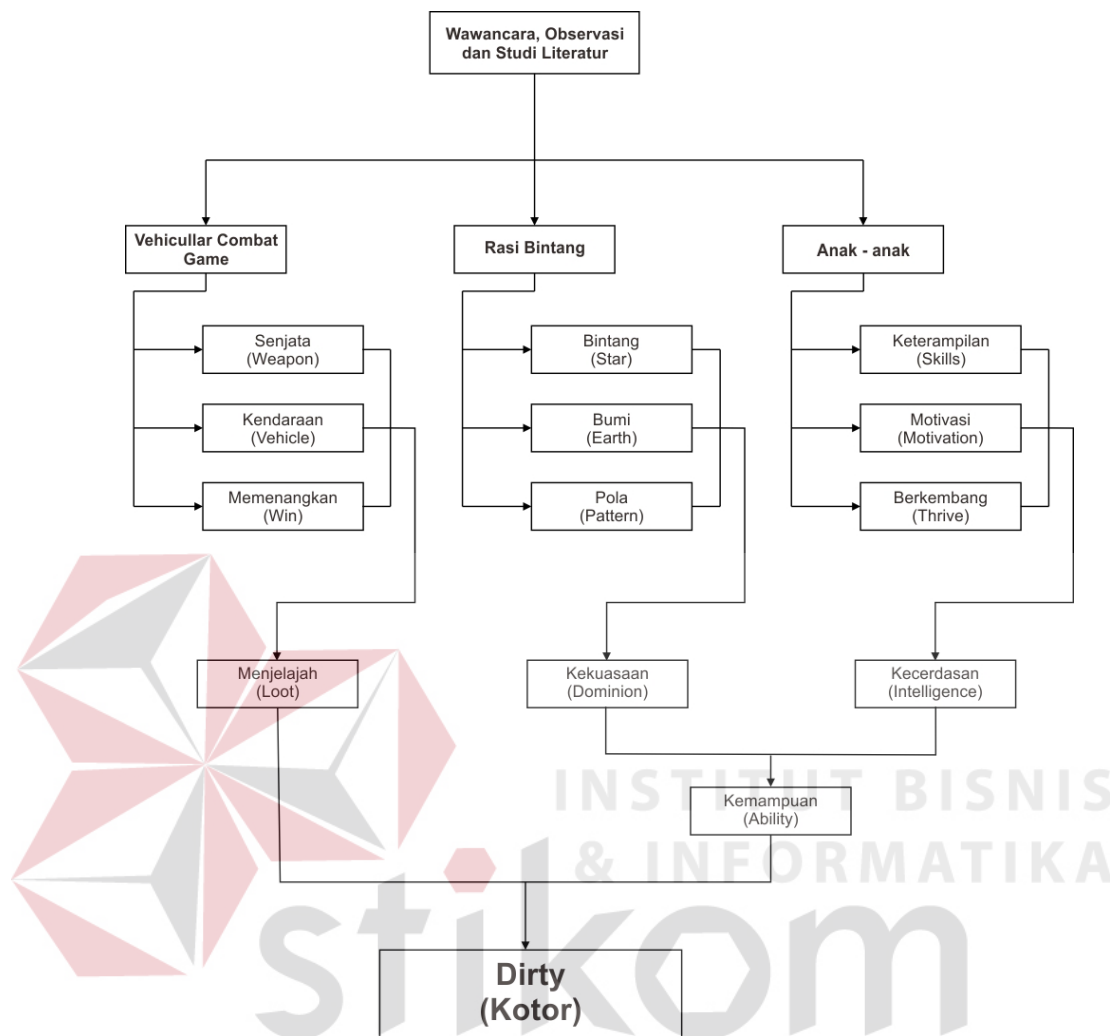 Wawancara, Observasi
dan Studi Literatur
Vehicullar Combat
Game
Rasi Bintang
Anak - anak
Senjata
(Weapon)
Bintang
(Star)
Keterampilan
(Skills)
Kendaraan
(Vehicle)
Bumi
(Earth)
Motivasi
(Motivation)
Memenangkan
(Win)
Pola
(Pattern)
Berkembang
(Thrive)
Menjelajah
(Loot)
Kekuasaan
(Dominion)
Kecerdasan
(Intelligence)
Kemampuan
(Ability)
INSTITUT BISNIS
& INFORMATIKA
stikom
Dirty
(Kotor)